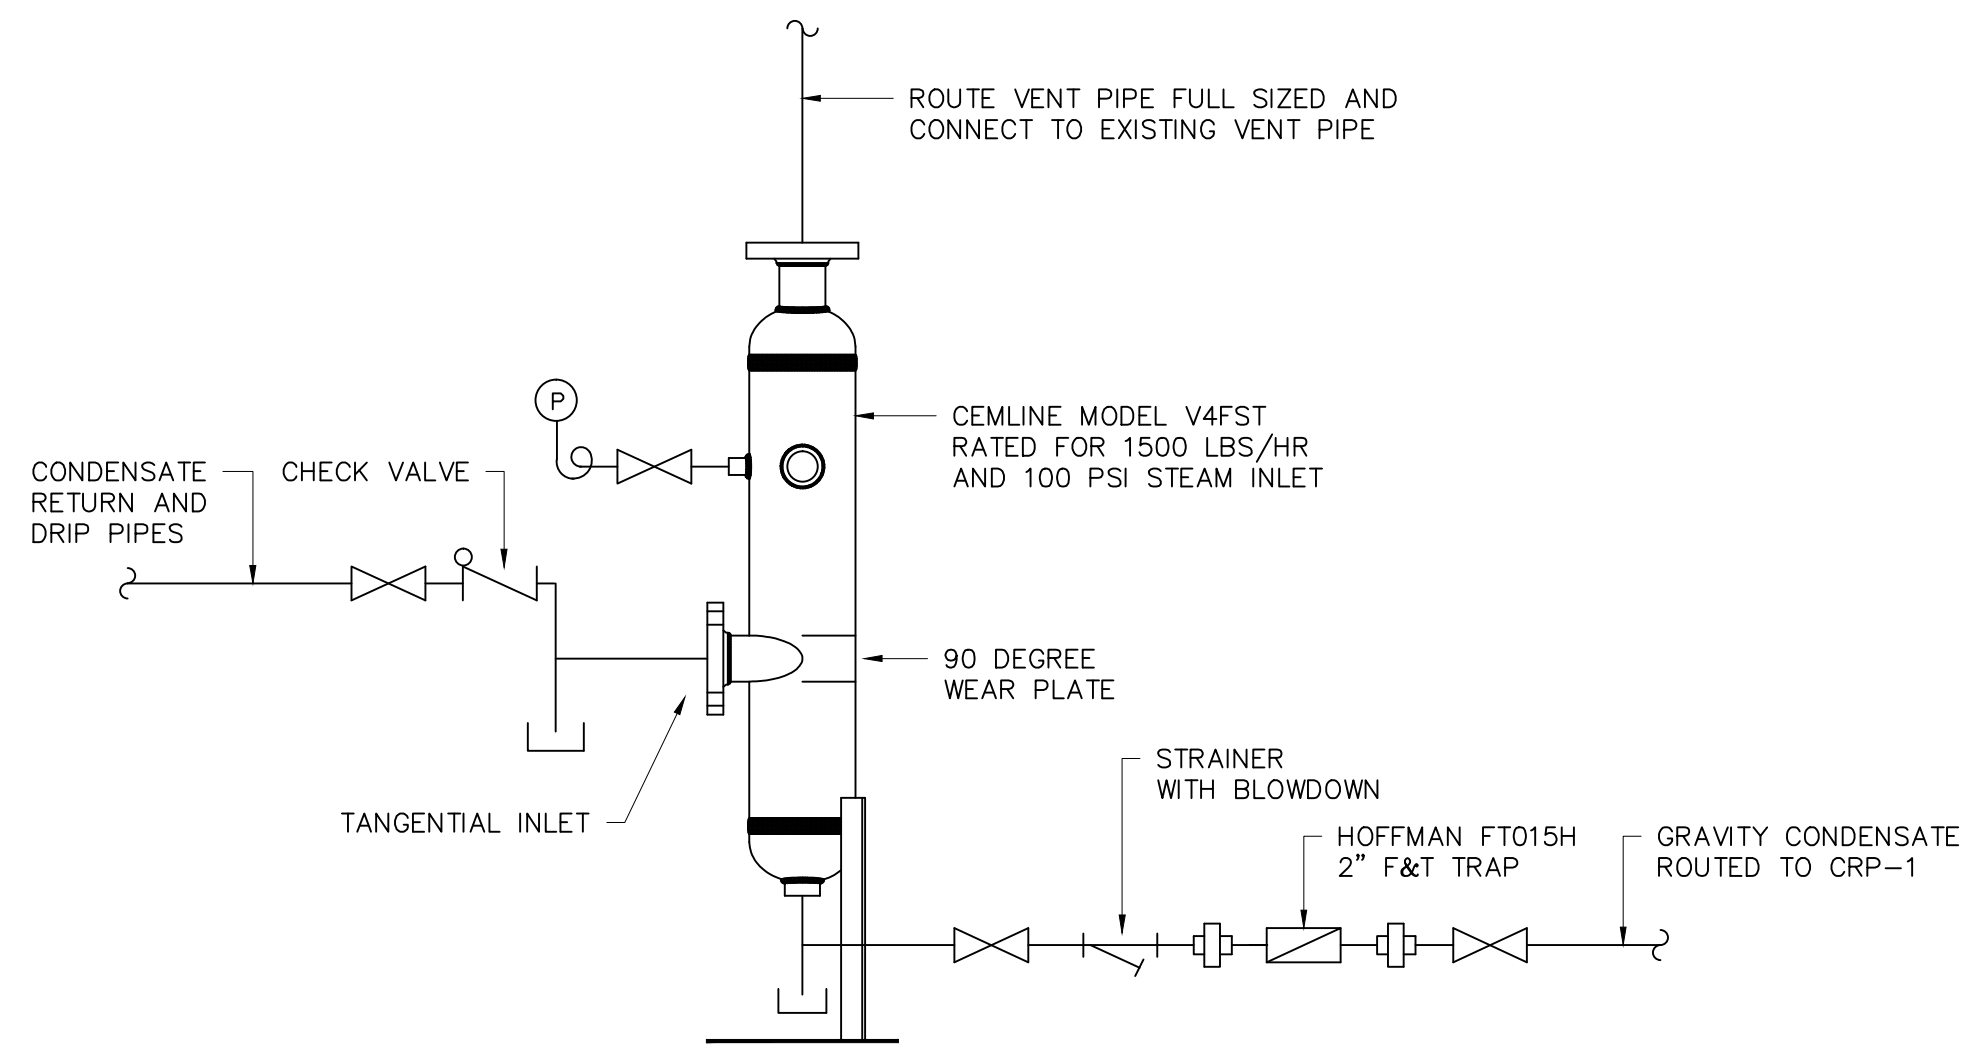 ROUTE VENT PIPE FULL SIZED AND
CONNECT TO EXISTING VENT PIPE
P
CEMLINE MODEL V4FST
RATED FOR 1500 LBS/HR
AND 100 PSI STEAM INLET
CONDENSATE
RETURN AND
DRIP PIPES
CHECK VALVE
90 DEGREE
WEAR PLATE
TANGENTIAL INLET
STRAINER
WITH BLOWDOWN
HOFFMAN FT015H
2" F&T TRAP
GRAVITY CONDENSATE
ROUTED TO CRP-1